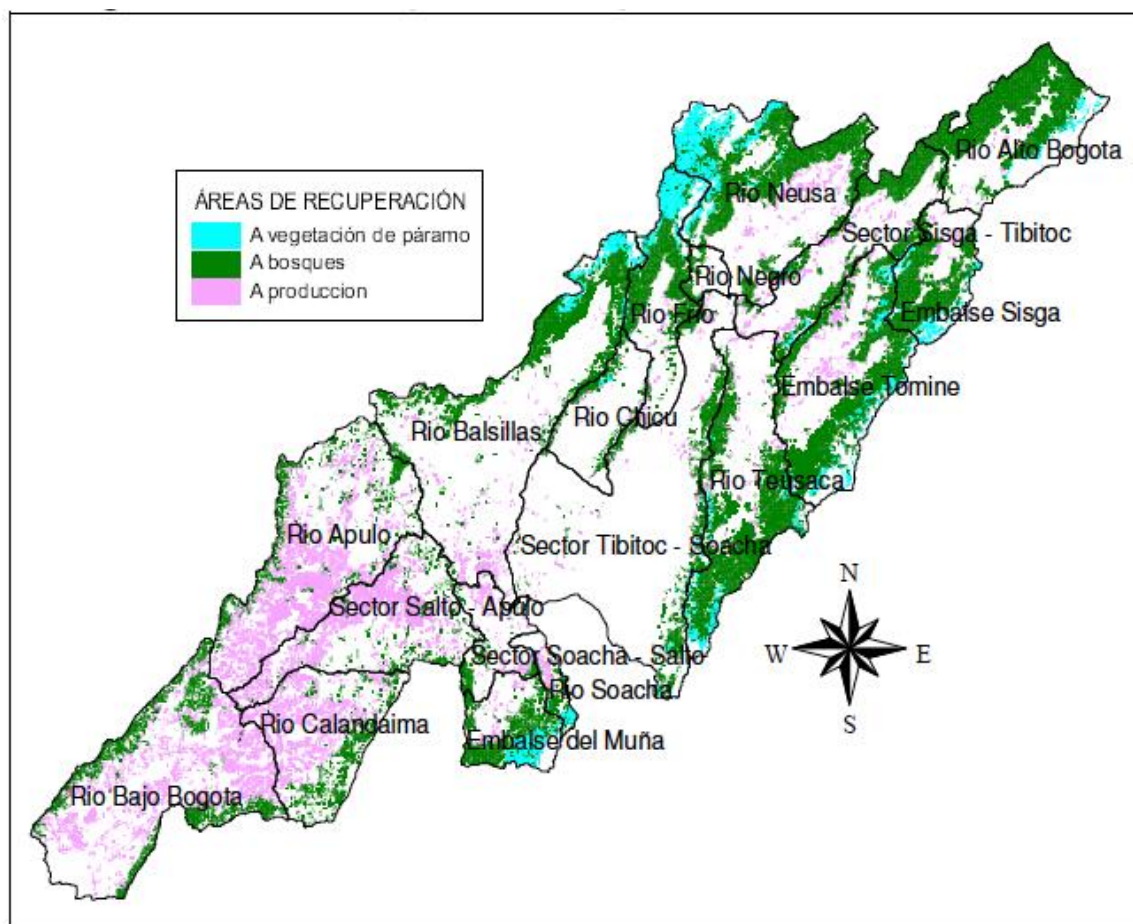 ÁREAS DE RECUPERACIÓN
A vegetación de páramo
A bosques
A produccion
Rio Alto Bogota
Rio Neusa
Sector Sisga - Tibitoc
Rio Negro
Rio Frio
Embalse Sisga
Embalse Tomine
Rio Chicu
Rio Balsillas
Rio Teusaca
Rio Apulo
Sector Tibitoc - Soacha
Sector Salto - Apulo
Sector Soacha - Salto
Rio Soacha
Rio Calandaima
Embalse del Muña
Rio Bajo Bogota
N
W E
S